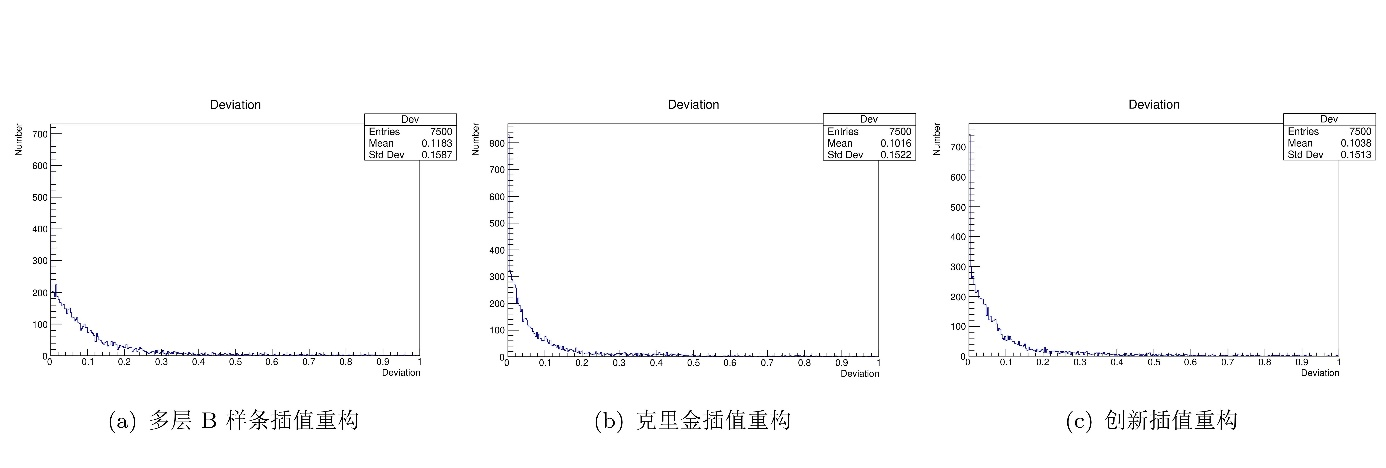 Deviation
Number
Dev
Entries 7500
Mean 0.1183
Std Dev 0.1587
700
600
500
400
300
200
100
0
0 0.1 0.2 0.3 0.4 0.5 0.6 0.7 0.8 0.9 1
Deviation
(a) 多层 B 样条插值重构
Deviation
Number
Dev
Entries 7500
Mean 0.1016
Std Dev 0.1522
800
700
600
500
400
300
200
100
0
0 0.1 0.2 0.3 0.4 0.5 0.6 0.7 0.8 0.9 1
Deviation
(b) 克里金插值重构
Deviation
Number
Dev
Entries 7500
Mean 0.1038
Std Dev 0.1513
700
600
500
400
300
200
100
0
0 0.1 0.2 0.3 0.4 0.5 0.6 0.7 0.8 0.9 1
Deviation
(c) 创新插值重构